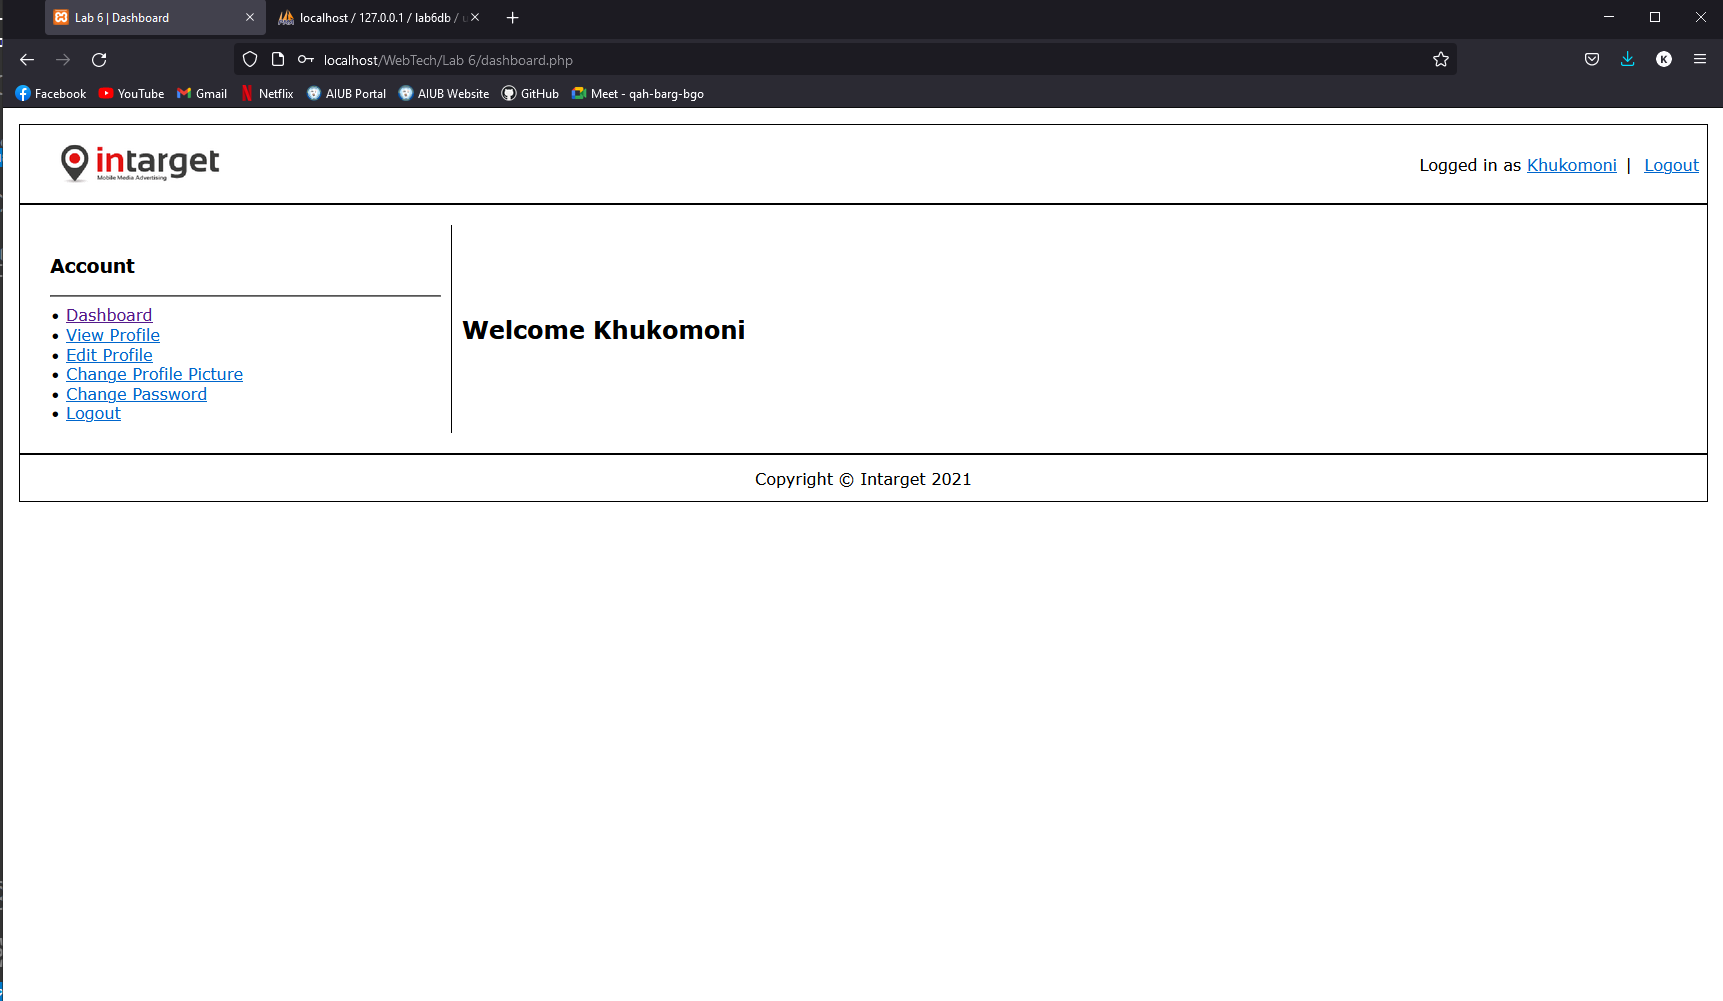 Lab 6 | Dashboard
localhost / 127.0.0.1 / lab6db /
localhost/WebTech/Lab 6/dashboard.php
K
Facebook YouTube Gmail Netflix AIUB Portal AIUB Website GitHub Meet - qah-barg-bgo
intarget
Mobile Media Advertising
Logged in as Khukomoni | Logout
Account
• Dashboard
• View Profile
• Edit Profile
• Change Profile Picture
• Change Password
• Logout
Welcome Khukomoni
Copyright © Intarget 2021